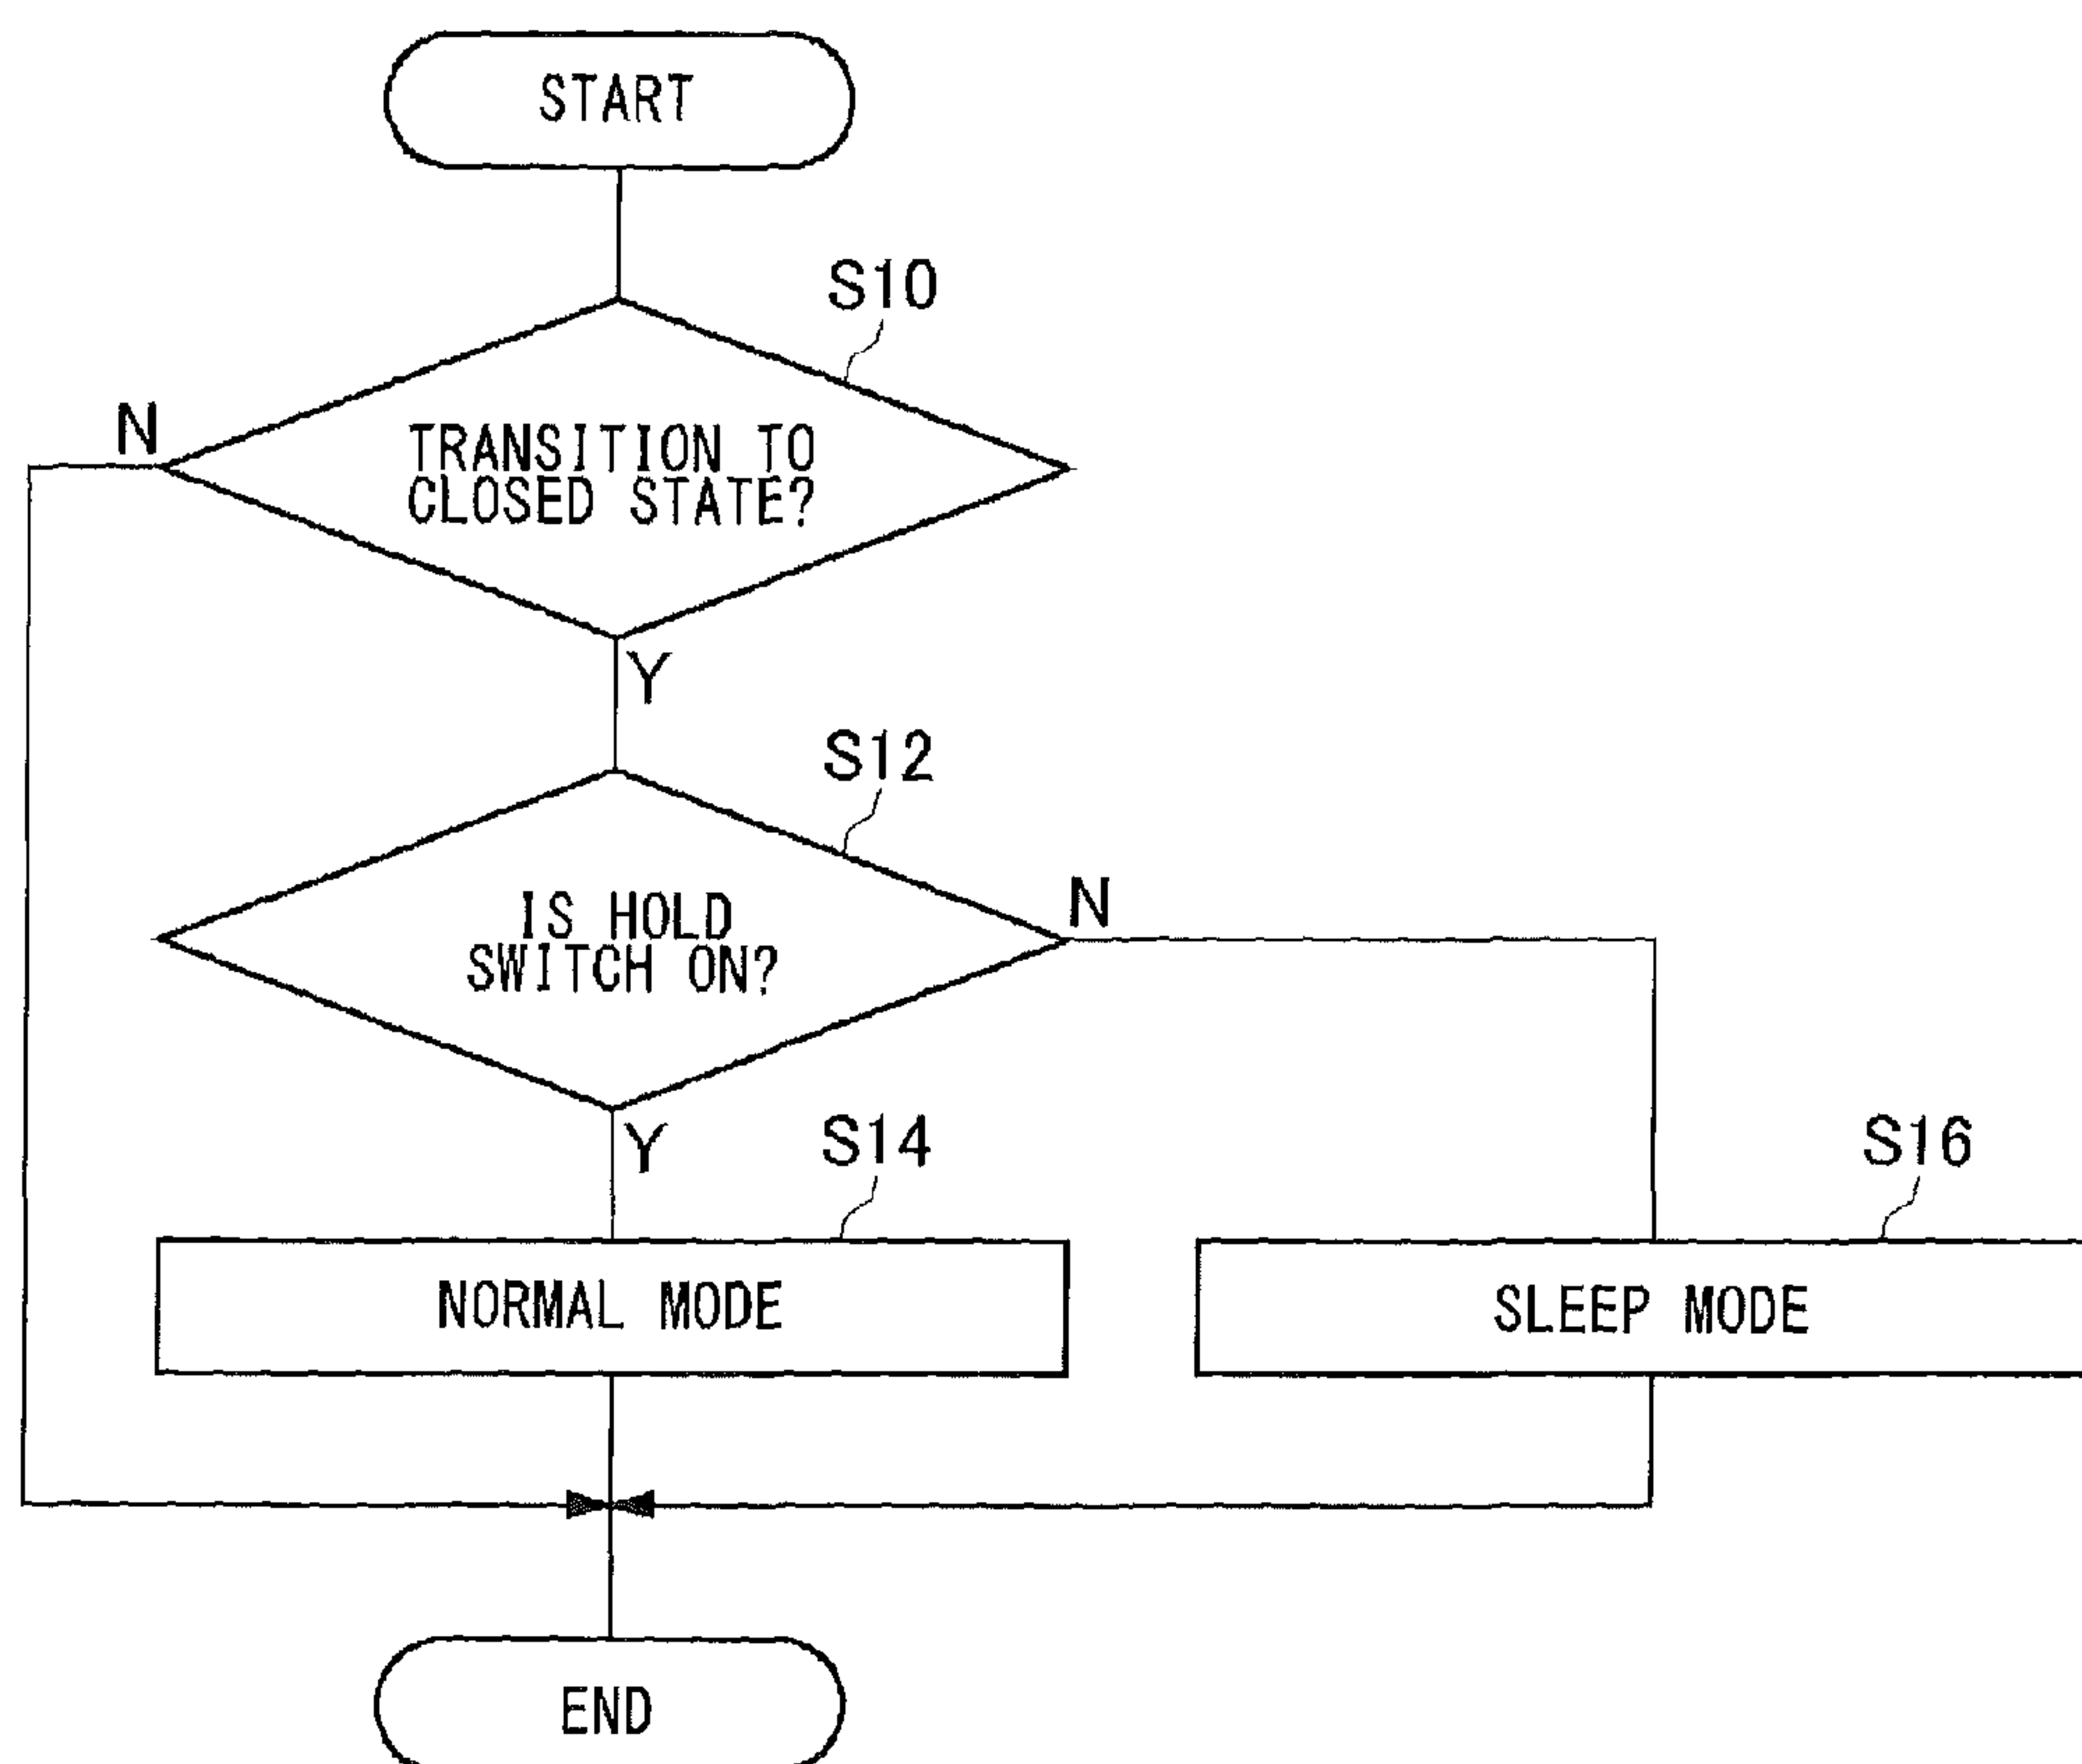 START
S10
N
TRANSITION TO
CLOSED STATE?
Y
S12
IS HOLD
SWITCH ON?
N
Y
S14
S16
NORMAL MODE
SLEEP MODE
END